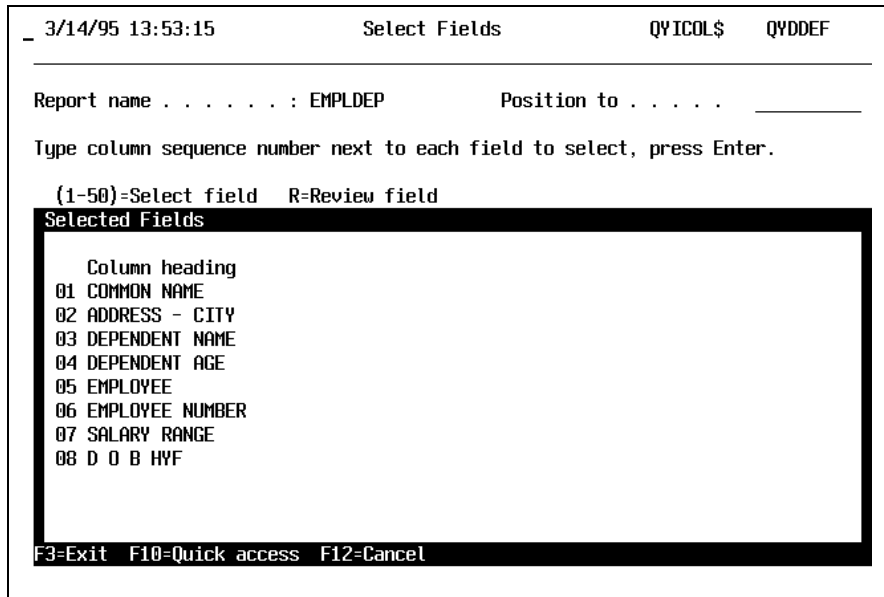 _ 3/14/95 13:53:15 Select Fields QYICOL$ QYDDEF
Report name . . . . . . : EMPLDEP Position to . . . . . __________
Type column sequence number next to each field to select, press Enter.
(1-50)=Select field R=Review field
Selected Fields
Column heading
01 COMMON NAME
02 ADDRESS - CITY
03 DEPENDENT NAME
04 DEPENDENT AGE
05 EMPLOYEE
06 EMPLOYEE NUMBER
07 SALARY RANGE
08 D O B HYF
F3=Exit F10=Quick access F12=Cancel